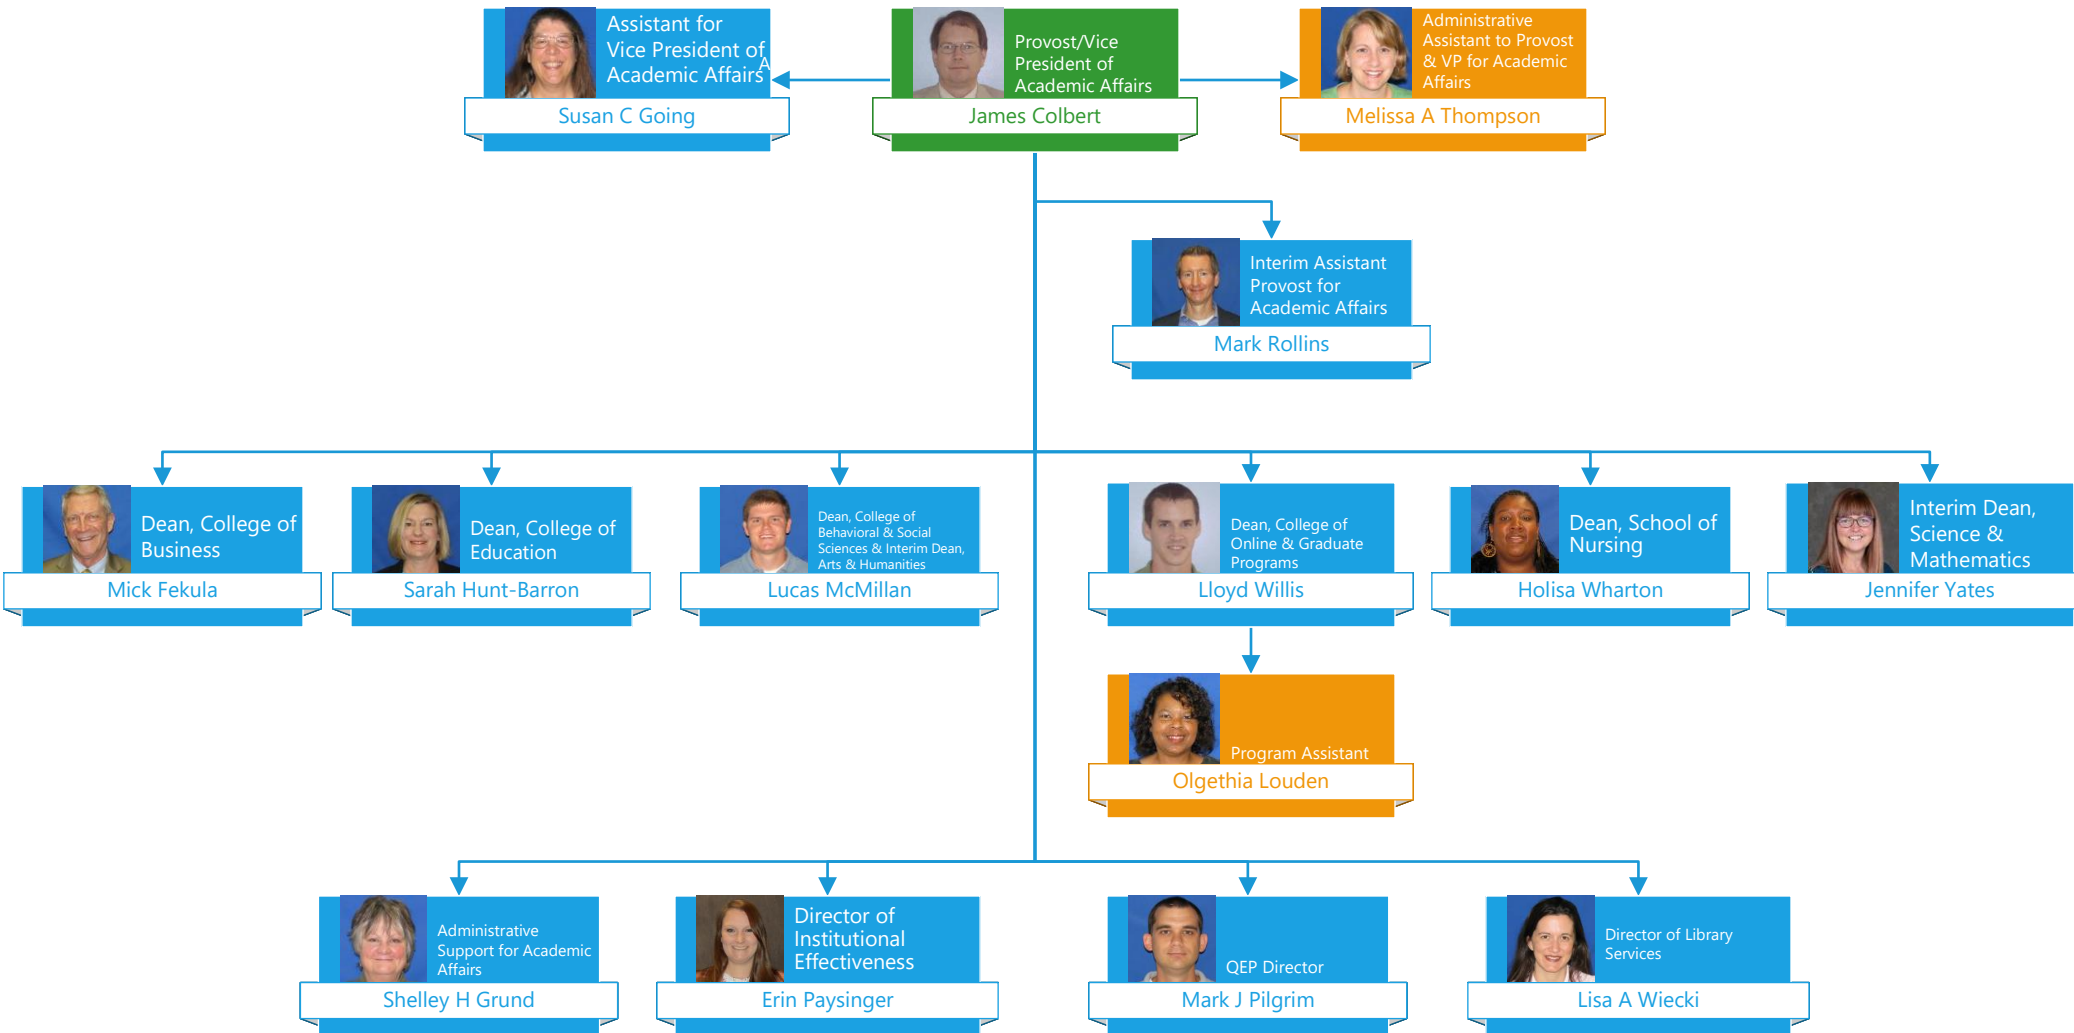 Assistant for
Vice President of
A
Academic Affairs
Susan C Going
Provost/Vice
President of
Academic Affairs
James Colbert
Administrative
Assistant to Provost
& VP for Academic
Affairs
Melissa A Thompson
Interim Assistant
Provost for
Academic Affairs
Mark Rollins
Dean, College of
Business
Mick Fekula
Dean, College of
Education
Sarah Hunt-Barron
Dean, College of
Behavioral & Social
Sciences & Interim Dean,
Arts & Humanities
Lucas McMillan
Dean, College of
Online & Graduate
Programs
Lloyd Willis
Dean, School of
Nursing
Holisa Wharton
Interim Dean,
Science &
Mathematics
Jennifer Yates
Program Assistant
Olgethia Louden
Administrative
Support for Academic
Affairs
Shelley H Grund
Director of
Institutional
Effectiveness
Erin Paysinger
QEP Director
Mark J Pilgrim
Director of Library
Services
Lisa A Wiecki